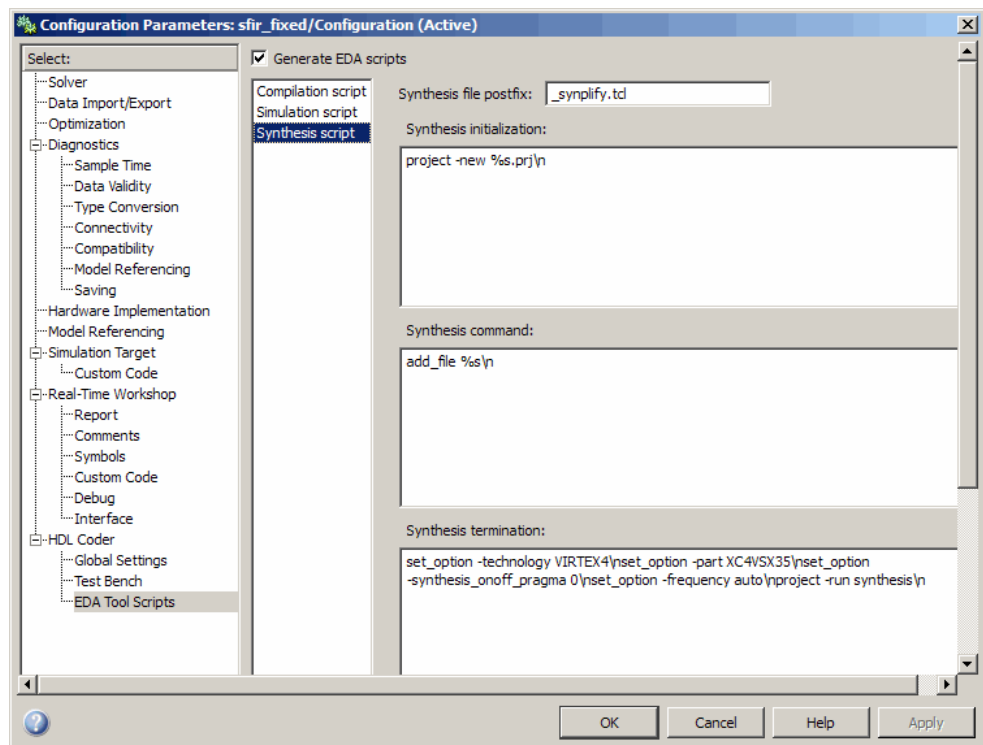 Configuration Parameters: sfir_fixed/Configuration (Active)
Select:
Solver
Data Import/Export
Optimization
Diagnostics
Sample Time
Data Validity
Type Conversion
Connectivity
Compatibility
Model Referencing
Saving
Hardware Implementation
Model Referencing
Simulation Target
Custom Code
Real-Time Workshop
Report
Comments
Symbols
Custom Code
Debug
Interface
HDL Coder
Global Settings
Test Bench
EDA Tool Scripts
Generate EDA scripts
Compilation script
Simulation script
Synthesis script
Synthesis file postfix: _synplify.tcl
Synthesis initialization:
project -new %s.prj\n
Synthesis command:
add_file %s\n
Synthesis termination:
set_option -technology VIRTEX4\nset_option -part XC4VSX35\nset_option
-synthesis_onoff_pragma 0\nset_option -frequency auto\nproject -run synthesis\n
OK Cancel Help Apply